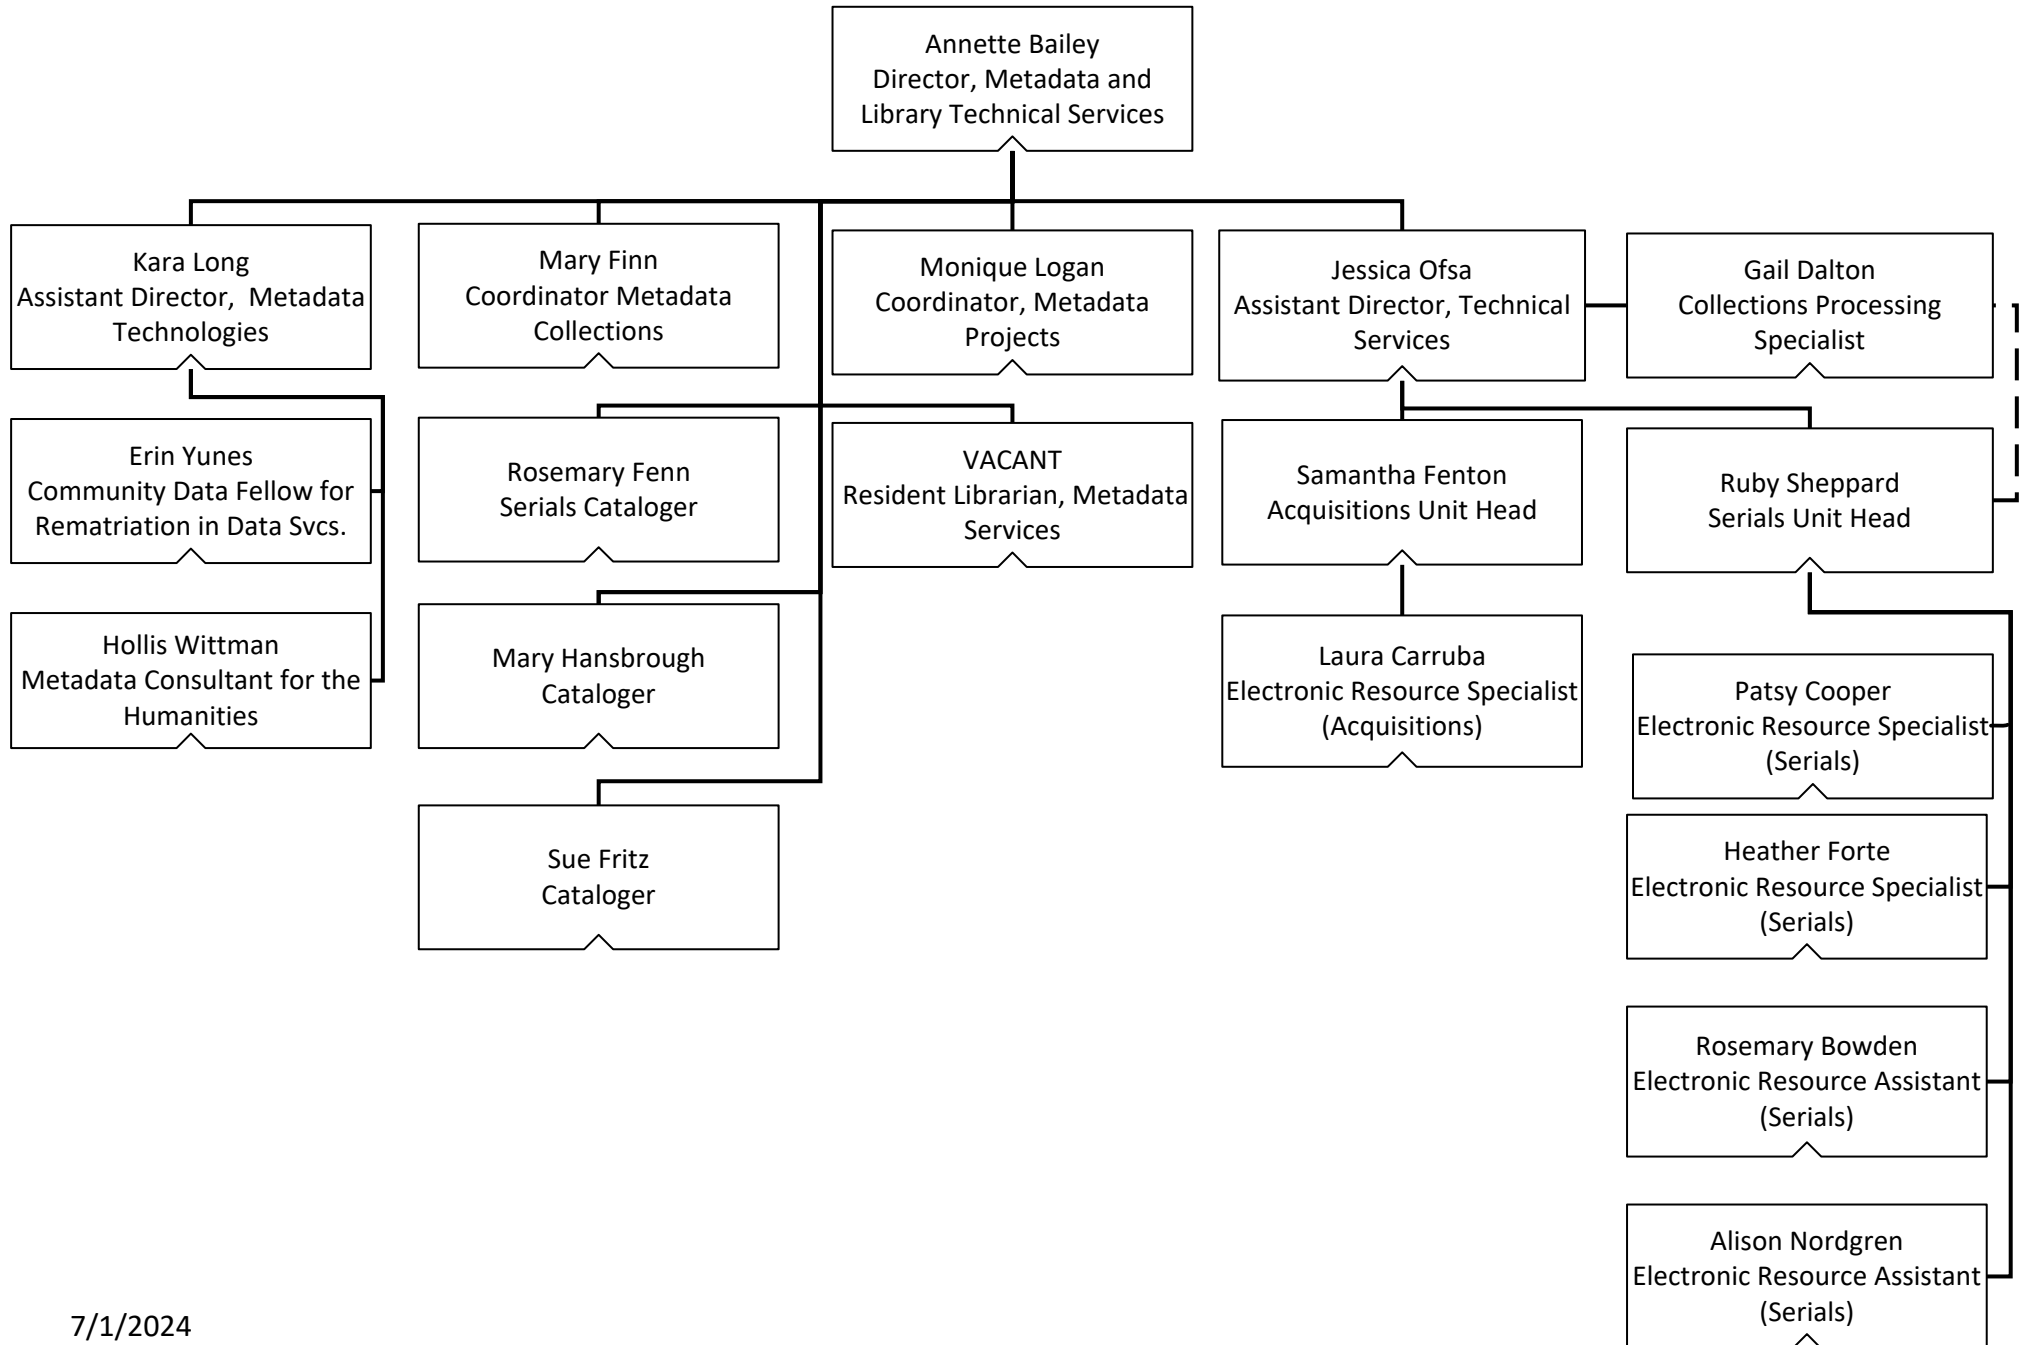 Annette Bailey
Director, Metadata and
Library Technical Services
Kara Long
Assistant Director, Metadata
Technologies
Mary Finn
Coordinator Metadata
Collections
Monique Logan
Coordinator, Metadata
Projects
Jessica Ofsa
Assistant Director, Technical
Services
Gail Dalton
Collections Processing
Specialist
Erin Yunes
Community Data Fellow for
Rematriation in Data Svcs.
Rosemary Fenn
Serials Cataloger
VACANT
Resident Librarian, Metadata
Services
Samantha Fenton
Acquisitions Unit Head
Ruby Sheppard
Serials Unit Head
Hollis Wittman
Metadata Consultant for the
Humanities
Mary Hansbrough
Cataloger
Laura Carruba
Electronic Resource Specialist
(Acquisitions)
Patsy Cooper
Electronic Resource Specialist
(Serials)
Sue Fritz
Cataloger
Heather Forte
Electronic Resource Specialist
(Serials)
Rosemary Bowden
Electronic Resource Assistant
(Serials)
Alison Nordgren
Electronic Resource Assistant
(Serials)
7/1/2024